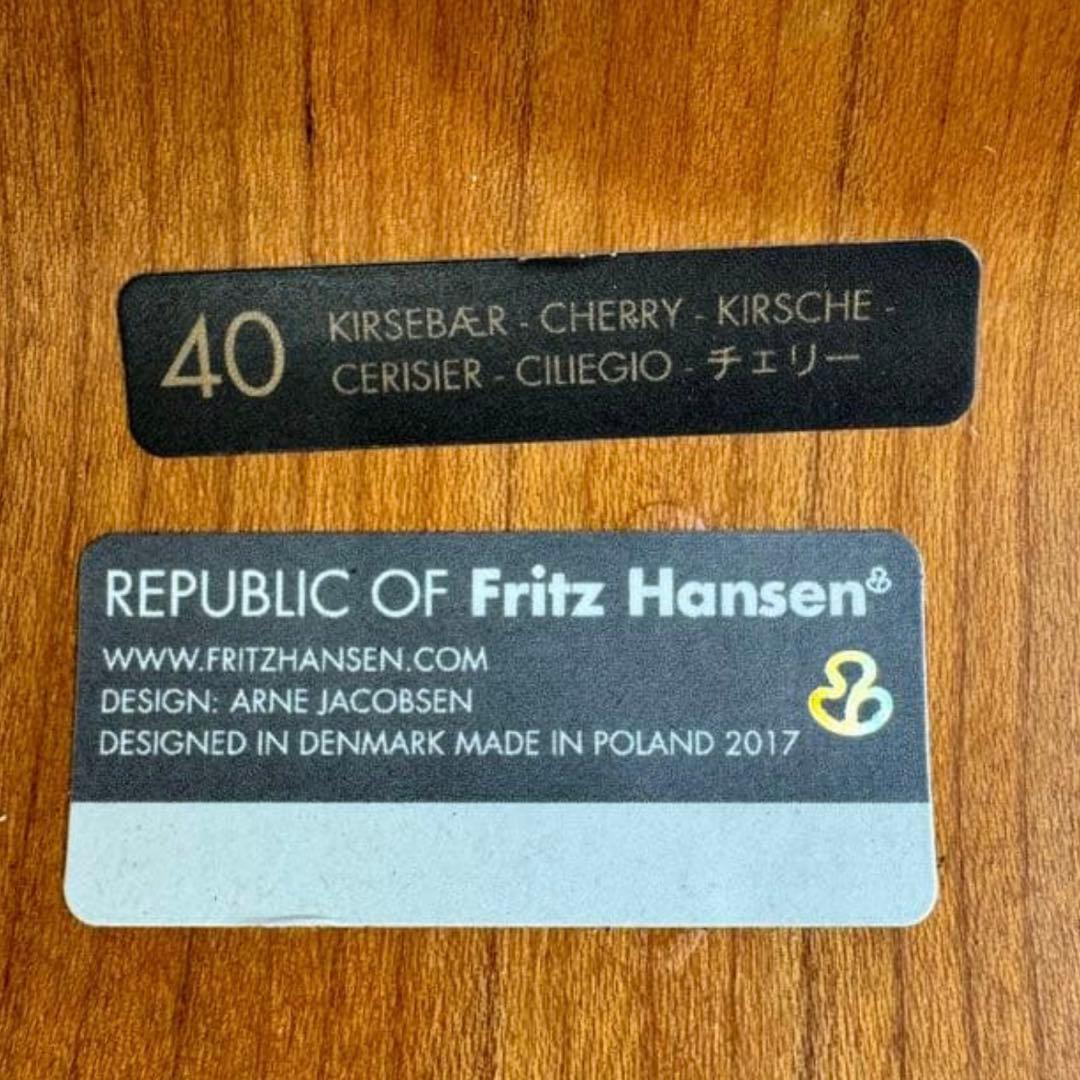 40
KIRSEBÆR - CHERRY - KIRSCHE -
CERISIER - CILIEGIO - チェリー
REPUBLIC OF Fritz Hansen
WWW.FRITZHANSEN.COM
DESIGN: ARNE JACOBSEN
DESIGNED IN DENMARK MADE IN POLAND 2017